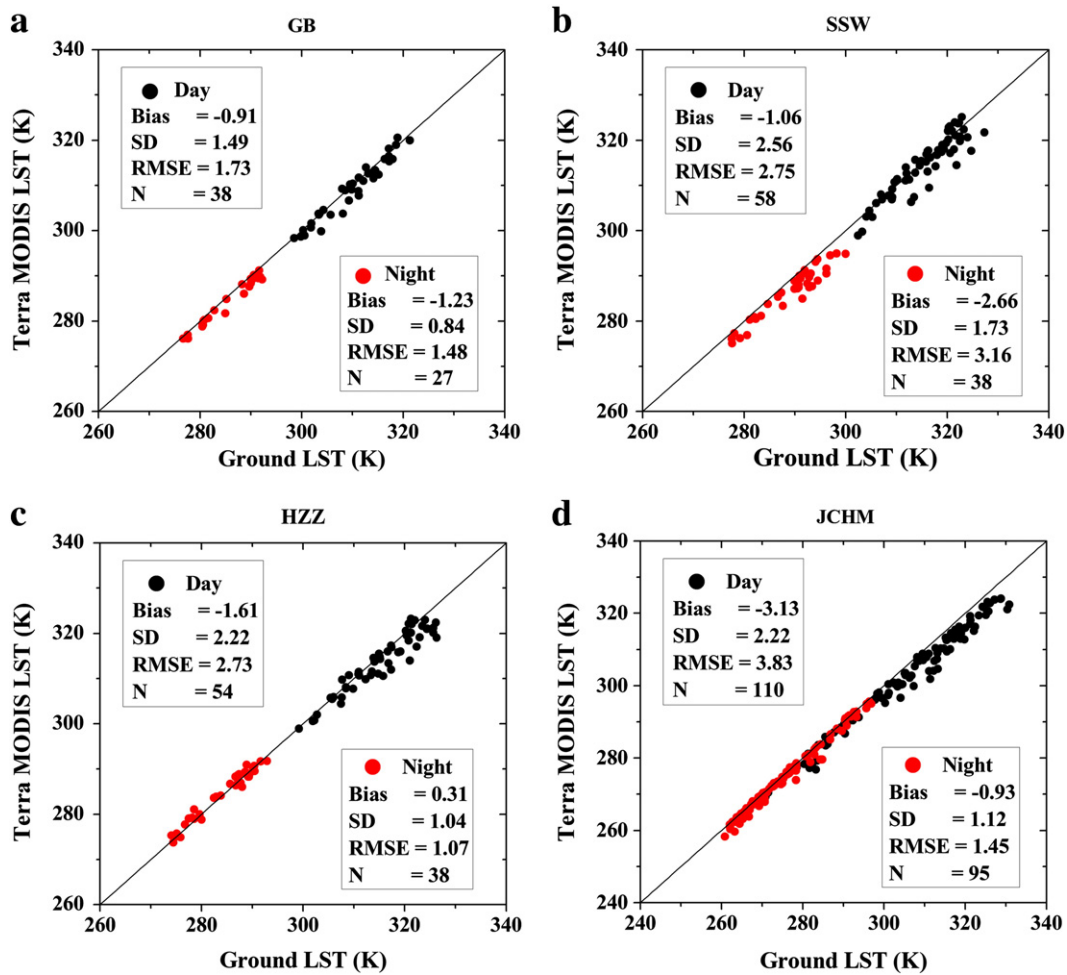 a
GB
340
320
300
280
260
Terra MODIS LST (K)
Day
Bias = -0.91
SD = 1.49
RMSE = 1.73
N = 38
Night
Bias = -1.23
SD = 0.84
RMSE = 1.48
N = 27
260 280 300 320 340
Ground LST (K)
b
SSW
340
320
300
280
260
Terra MODIS LST (K)
Day
Bias = -1.06
SD = 2.56
RMSE = 2.75
N = 58
Night
Bias = -2.66
SD = 1.73
RMSE = 3.16
N = 38
260 280 300 320 340
Ground LST (K)
c
HZZ
340
320
300
280
260
Terra MODIS LST (K)
Day
Bias = -1.61
SD = 2.22
RMSE = 2.73
N = 54
Night
Bias = 0.31
SD = 1.04
RMSE = 1.07
N = 38
260 280 300 320 340
Ground LST (K)
d
JCHM
340
320
300
280
260
240
Terra MODIS LST (K)
Day
Bias = -3.13
SD = 2.22
RMSE = 3.83
N = 110
Night
Bias = -0.93
SD = 1.12
RMSE = 1.45
N = 95
240 260 280 300 320 340
Ground LST (K)